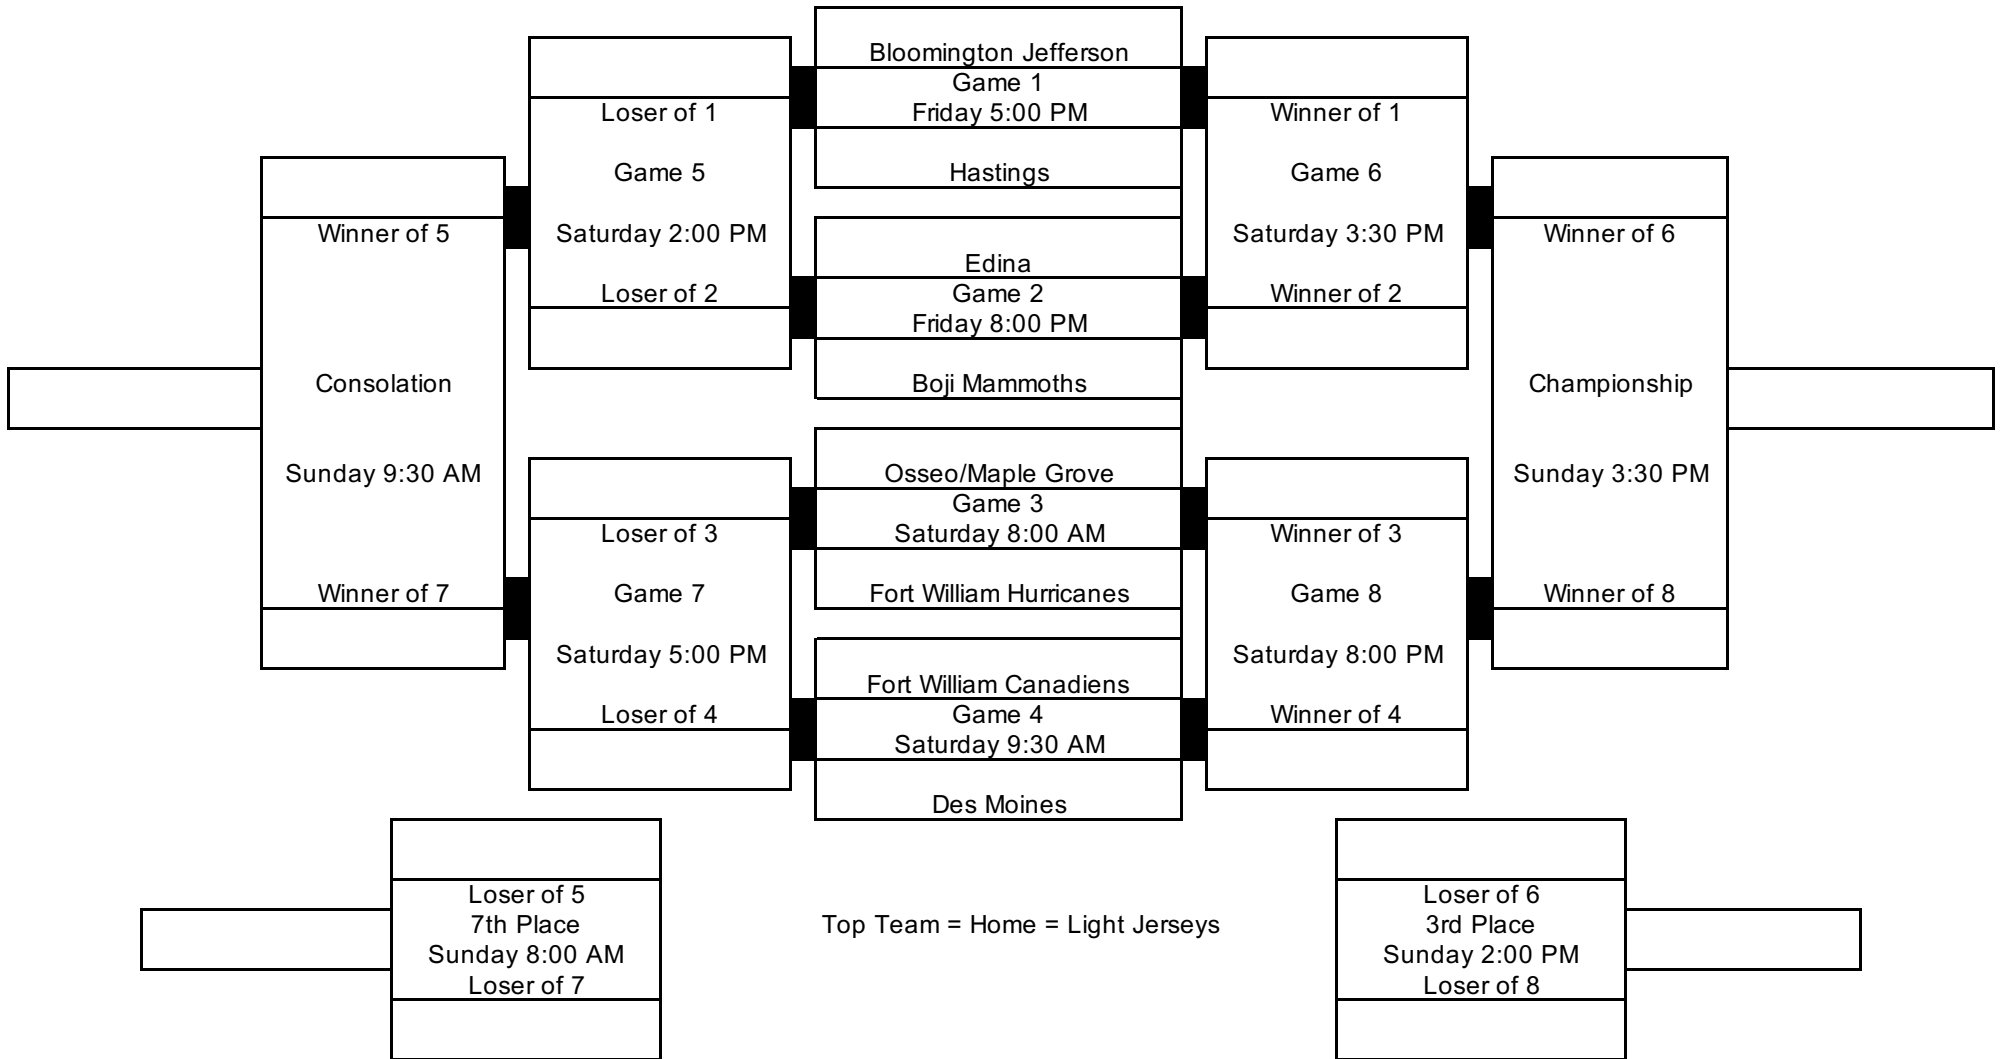 Bloomington Jefferson
Game 1
Friday 5:00 PM
Hastings
Edina
Game 2
Friday 8:00 PM
Boji Mammoths
Osseo/Maple Grove
Game 3
Saturday 8:00 AM
Fort William Hurricanes
Fort William Canadiens
Game 4
Saturday 9:30 AM
Des Moines
Loser of 1
Game 5
Saturday 2:00 PM
Loser of 2
Winner of 1
Game 6
Saturday 3:30 PM
Winner of 2
Loser of 3
Game 7
Saturday 5:00 PM
Loser of 4
Winner of 3
Game 8
Saturday 8:00 PM
Winner of 4
Winner of 5
Consolation
Sunday 9:30 AM
Winner of 7
Winner of 6
Championship
Sunday 3:30 PM
Winner of 8
Loser of 5
7th Place
Sunday 8:00 AM
Loser of 7
Top Team = Home = Light Jerseys
Loser of 6
3rd Place
Sunday 2:00 PM
Loser of 8